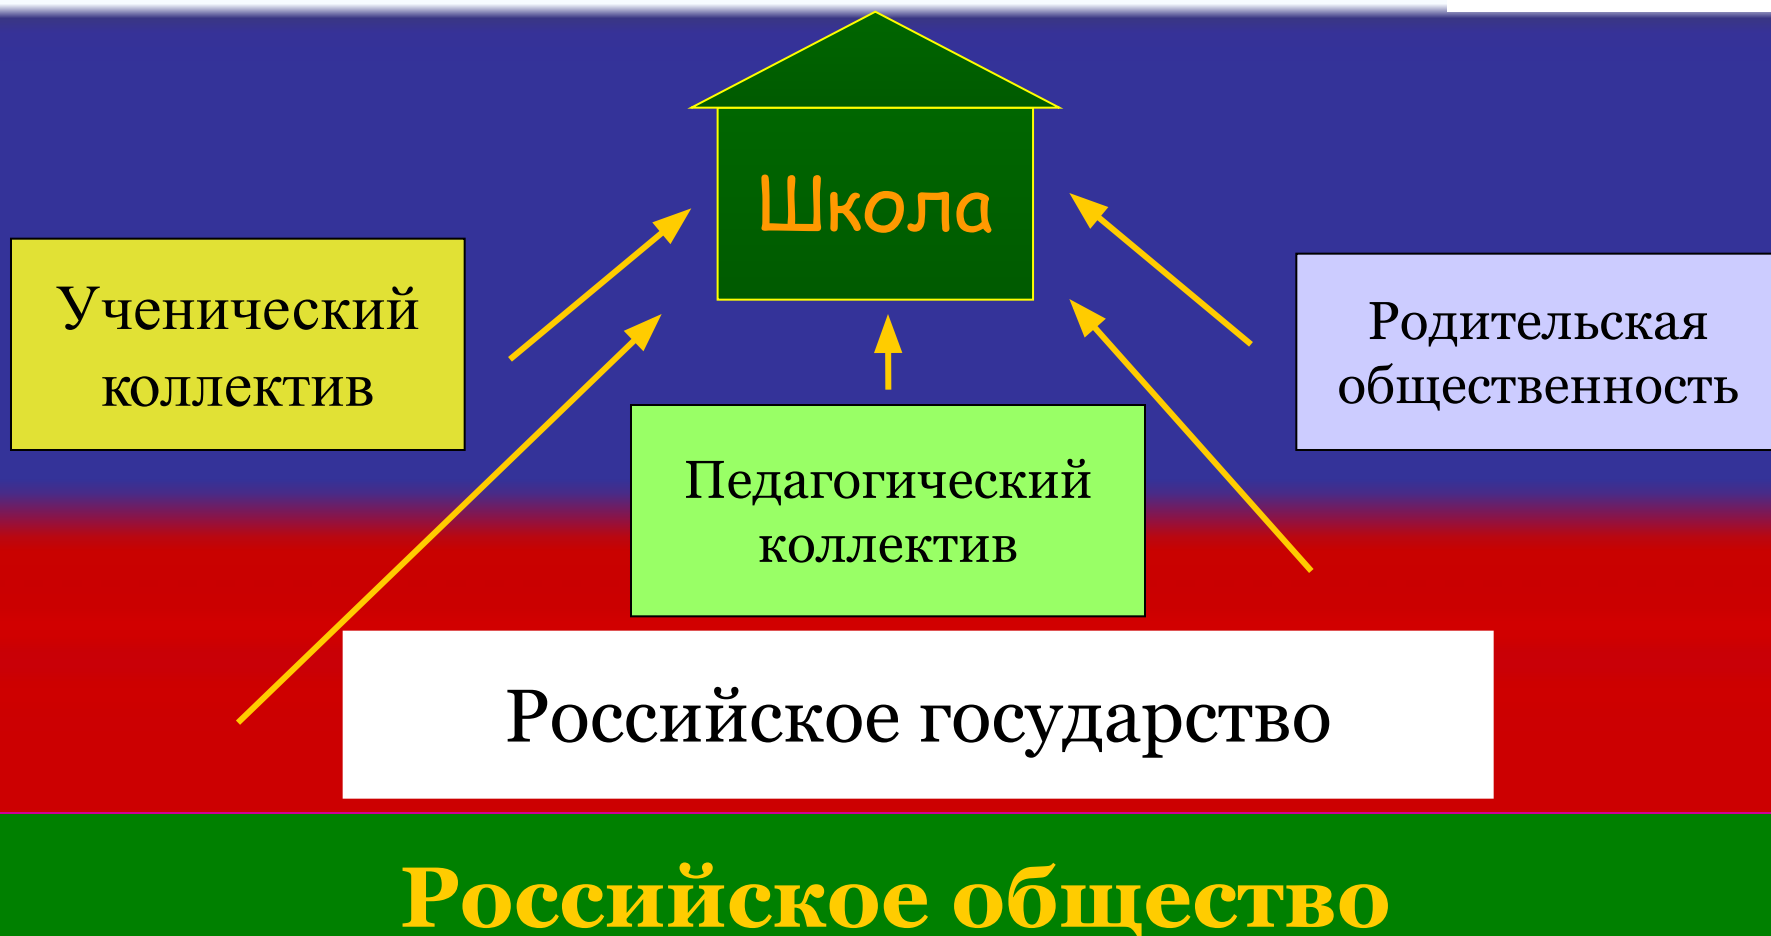 Школа
Ученический
коллектив
Родительская
общественность
Педагогический
коллектив
Российское государство
Российское общество